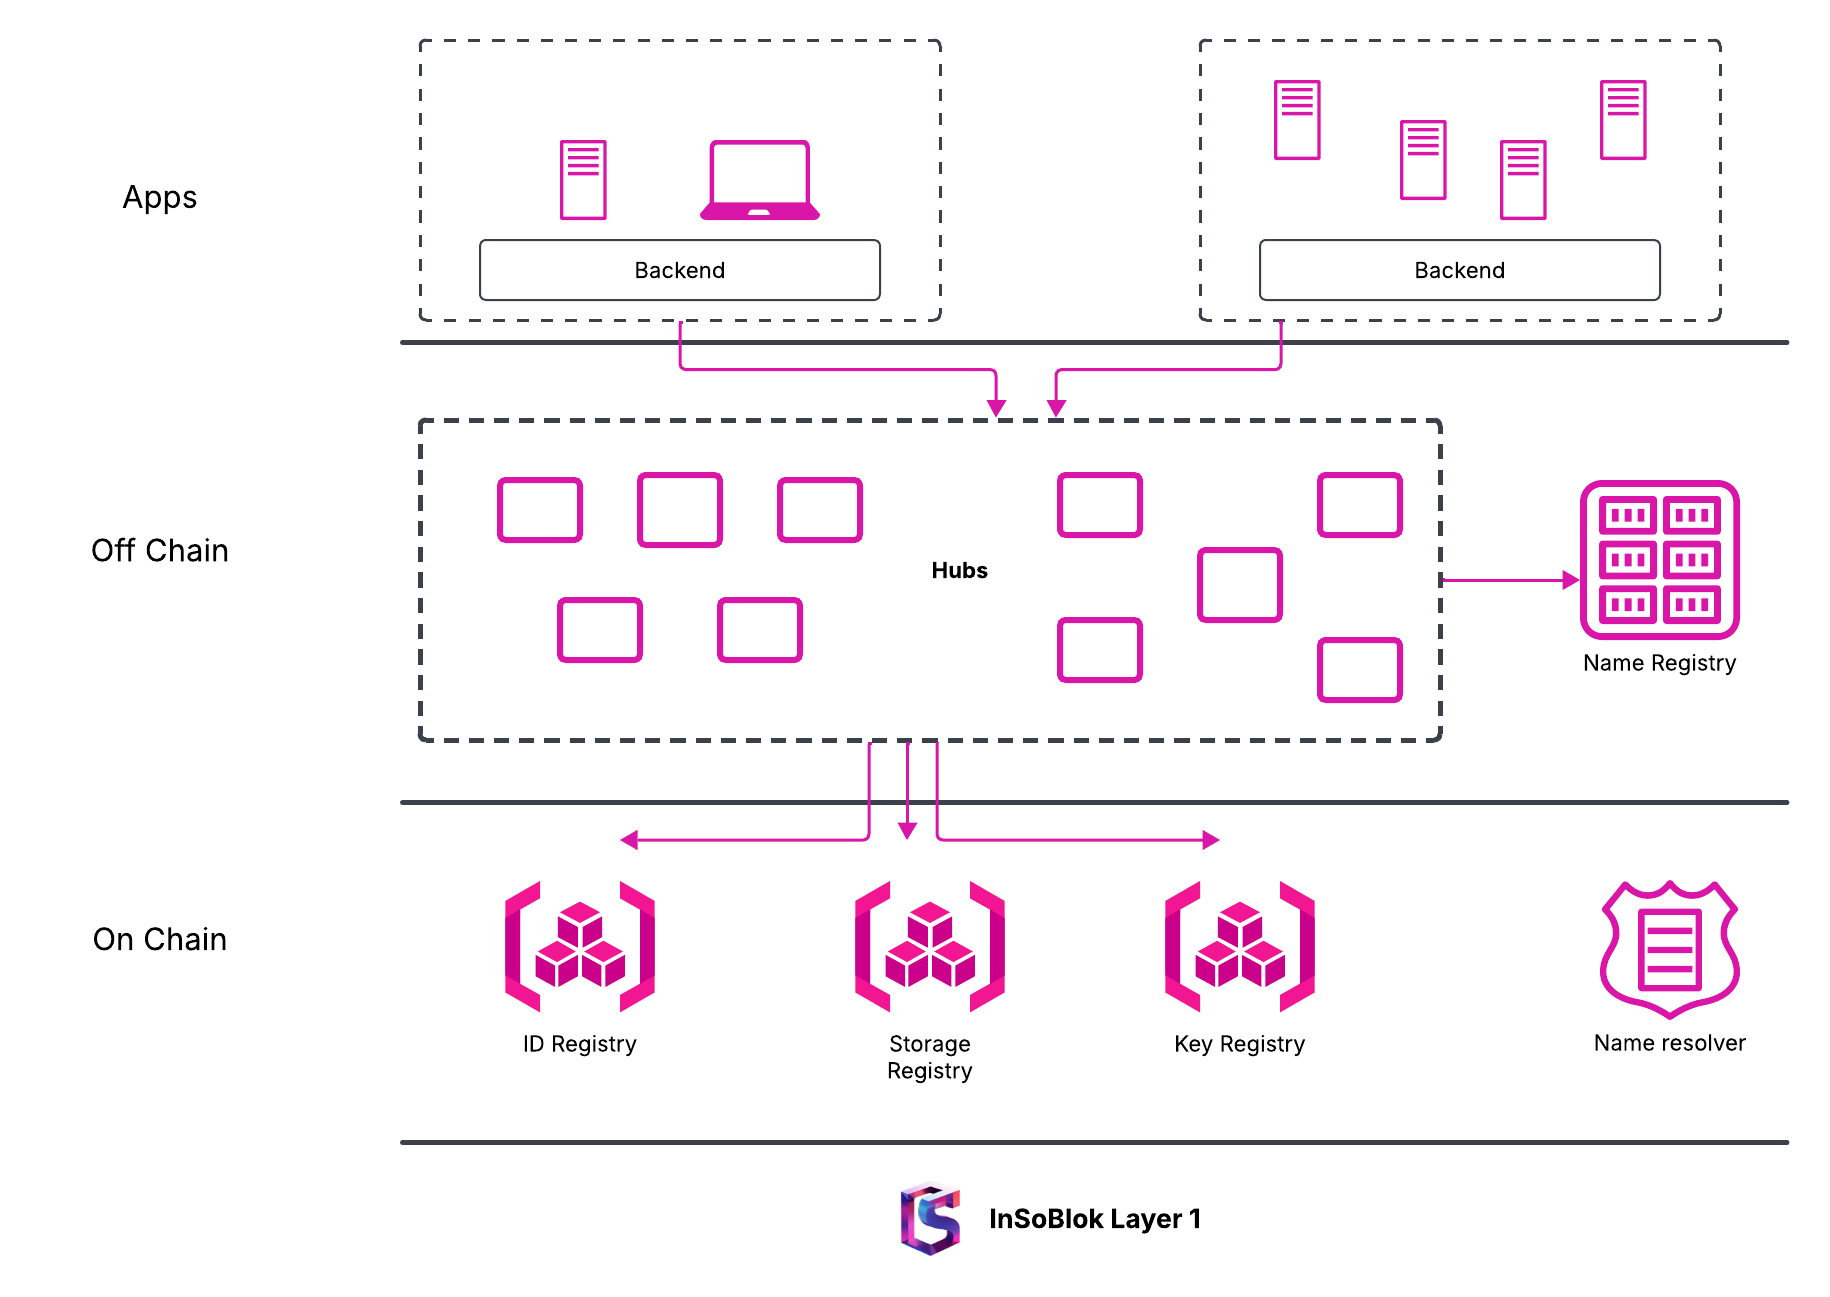 Apps
Backend
Backend
Off Chain
Hubs
Name Registry
On Chain
ID Registry
Storage
Registry
Key Registry
Name resolver
InSoBlok Layer 1